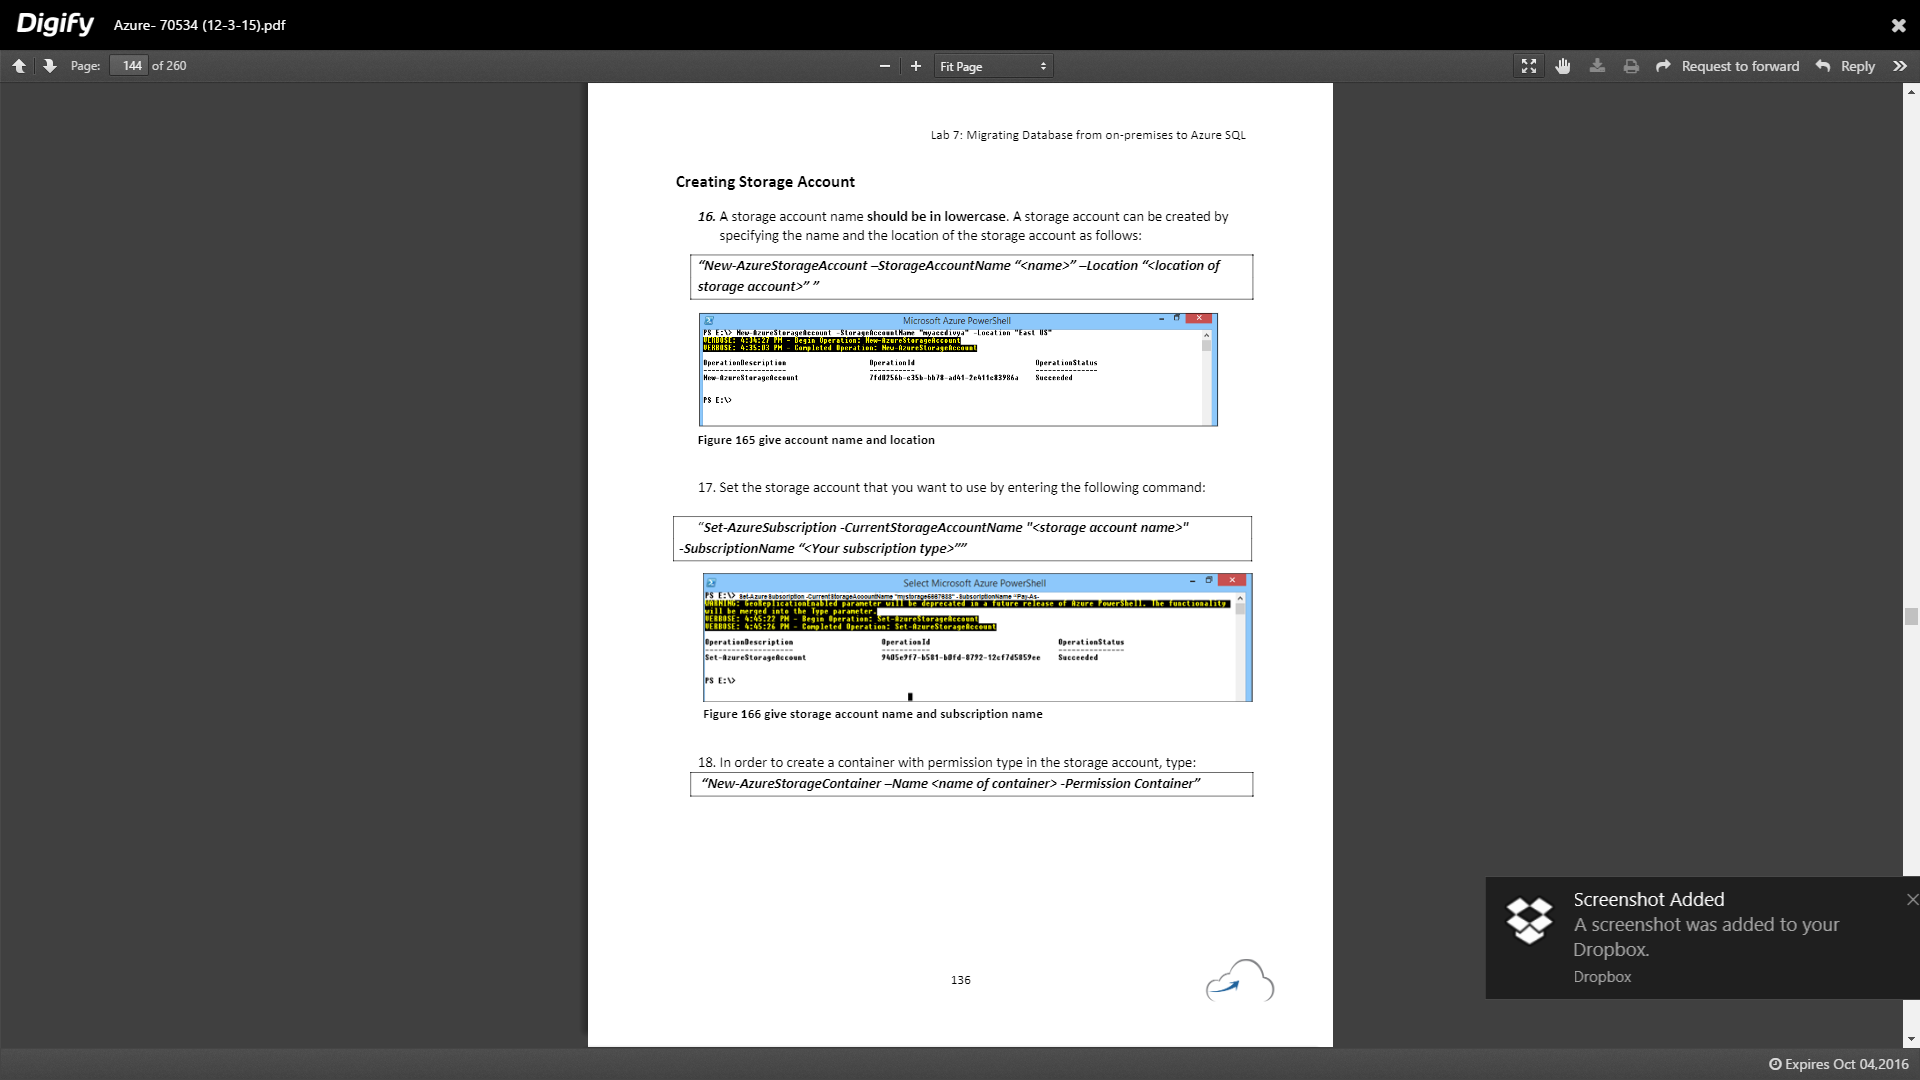 Digify Azure- 70534 (12-3-15).pdf
Page: 144 of 260 Fit Page Request to forward Reply
Lab 7: Migrating Database from on-premises to Azure SQL
Creating Storage Account
16. A storage account name should be in lowercase. A storage account can be created by
specifying the name and the location of the storage account as follows:
“New-AzureStorageAccount –StorageAccountName “<name>” –Location “<location of
storage account>” ”
Microsoft Azure PowerShell
PS E:\> New-AzureStorageAccount -StorageAccountName "myaccdivya" -Location "East US"
VERBOSE: 4:34:27 PM - Begin Operation: New-AzureStorageAccount
VERBOSE: 4:35:03 PM - Completed Operation: New-AzureStorageAccount
OperationDescription OperationId OperationStatus
-------------------- ----------- ---------------
New-AzureStorageAccount 7fd0256b-c35b-bb78-ad41-2e411c83986a Succeeded
PS E:\>
Figure 165 give account name and location
17. Set the storage account that you want to use by entering the following command:
“Set-AzureSubscription -CurrentStorageAccountName "<storage account name>"
-SubscriptionName “<Your subscription type>””
Select Microsoft Azure PowerShell
PS E:\> Set-Azure Subscription -CurrentStorageAccountName "mystorage6667688" -SubscriptionName "Pay-As-
WARNING: GeoReplicationEnabled parameter will be deprecated in a future release of Azure PowerShell. The functionality
will be merged into the Type parameter.
VERBOSE: 4:45:22 PM - Begin Operation: Set-AzureStorageAccount
VERBOSE: 4:45:26 PM - Completed Operation: Set-AzureStorageAccount
OperationDescription OperationId OperationStatus
-------------------- ----------- ---------------
Set-AzureStorageAccount 9405e9f7-b581-b0fd-8792-12cf7d5859ee Succeeded
PS E:\>
Figure 166 give storage account name and subscription name
18. In order to create a container with permission type in the storage account, type:
“New-AzureStorageContainer –Name <name of container> -Permission Container”
136
Screenshot Added
A screenshot was added to your
Dropbox.
Dropbox
Expires Oct 04,2016